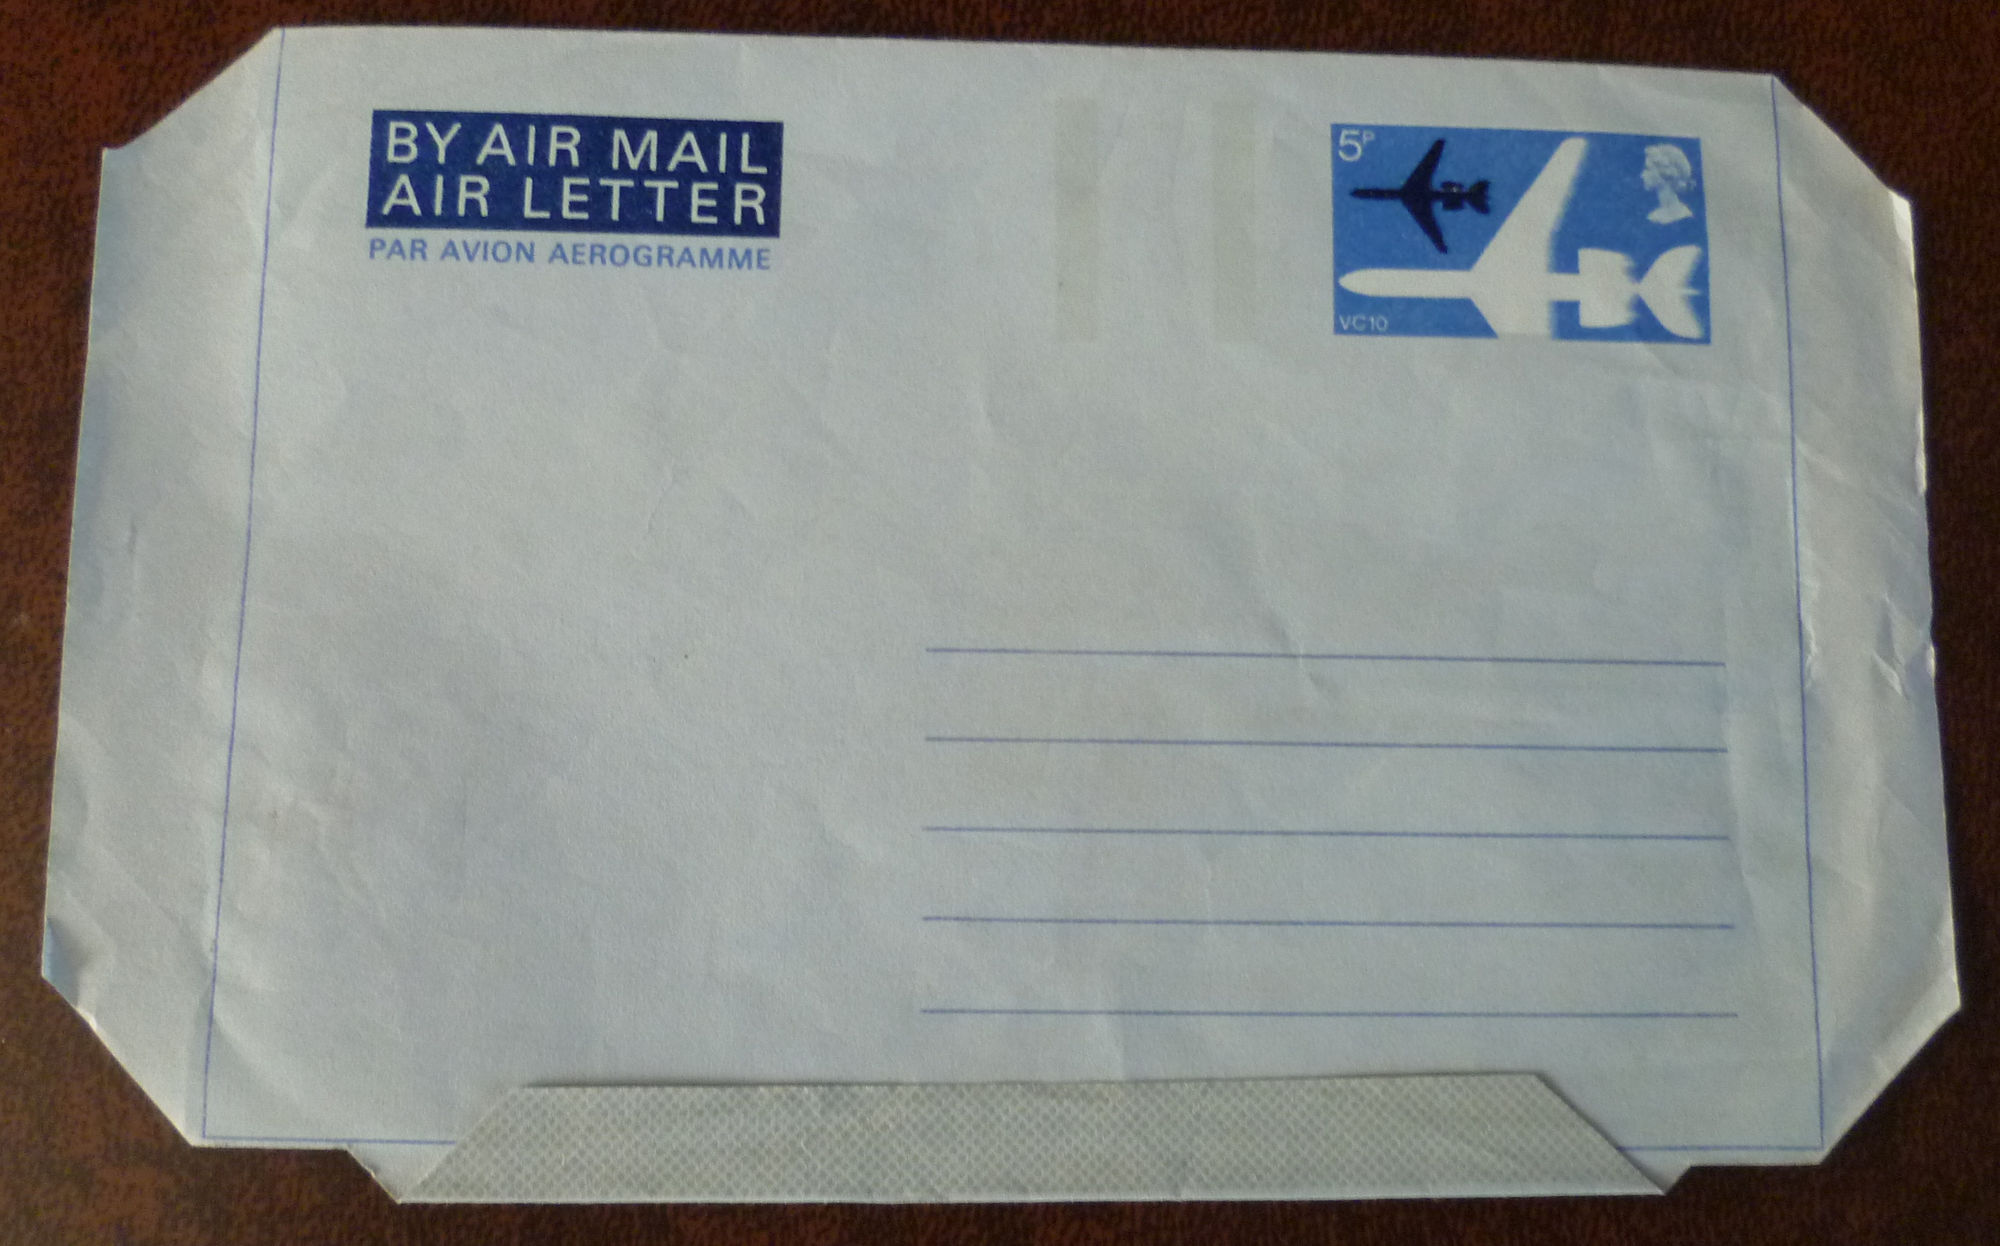 BY AIR MAIL
AIR LETTER
PAR AVION AEROGRAMME
5P
VC10